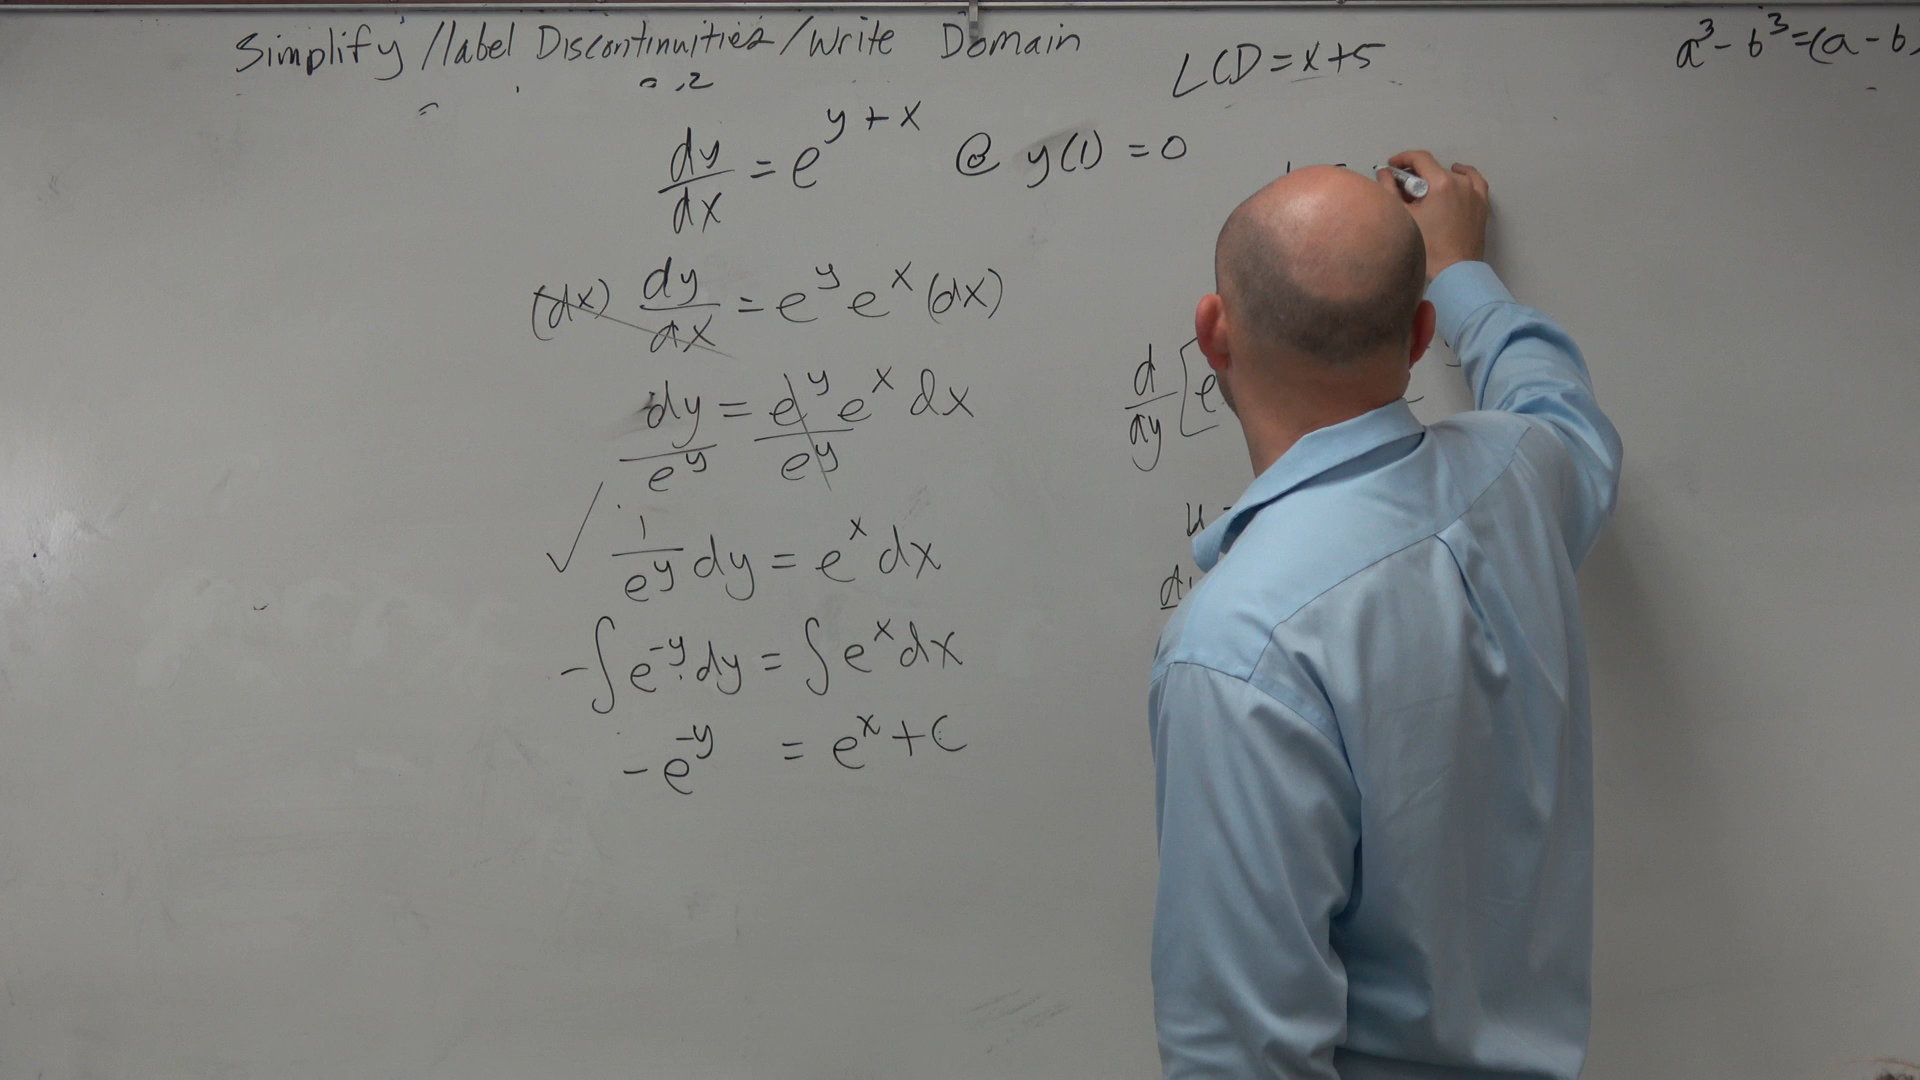 Simplify/label Discontinuities/Write Domain
,2
LCD = x+5
a³-b³=(a-b
dy/dx = e^(y+x) @ y(1) = 0
(dx) dy/dx = e^y e^x (dx)
dy/e^y = e^y e^x dx/e^y
✓ 1/e^y dy = e^x dx
-∫e^-y dy = ∫e^x dx
-e^-y = e^x + C
d/dy [e
u =